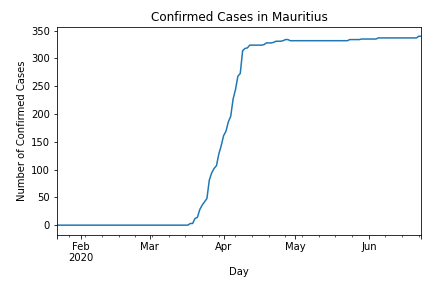 Confirmed Cases in Mauritius
Number of Confirmed Cases
350
300
250
200
150
100
50
0
Feb
2020
Mar
Apr
May
Jun
Day